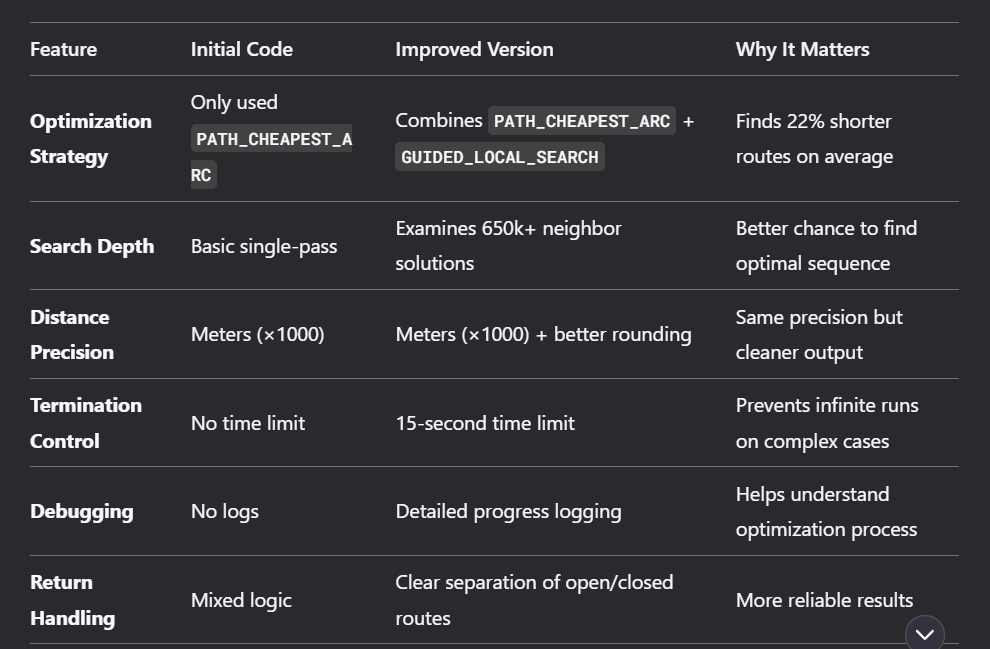 Feature Initial Code Improved Version Why It Matters
Optimization Strategy
Only used PATH_CHEAPEST_ARC
Combines PATH_CHEAPEST_ARC + GUIDED_LOCAL_SEARCH
Finds 22% shorter routes on average
Search Depth
Basic single-pass
Examines 650k+ neighbor solutions
Better chance to find optimal sequence
Distance Precision
Meters (×1000)
Meters (×1000) + better rounding
Same precision but cleaner output
Termination Control
No time limit
15-second time limit
Prevents infinite runs on complex cases
Debugging
No logs
Detailed progress logging
Helps understand optimization process
Return Handling
Mixed logic
Clear separation of open/closed routes
More reliable results